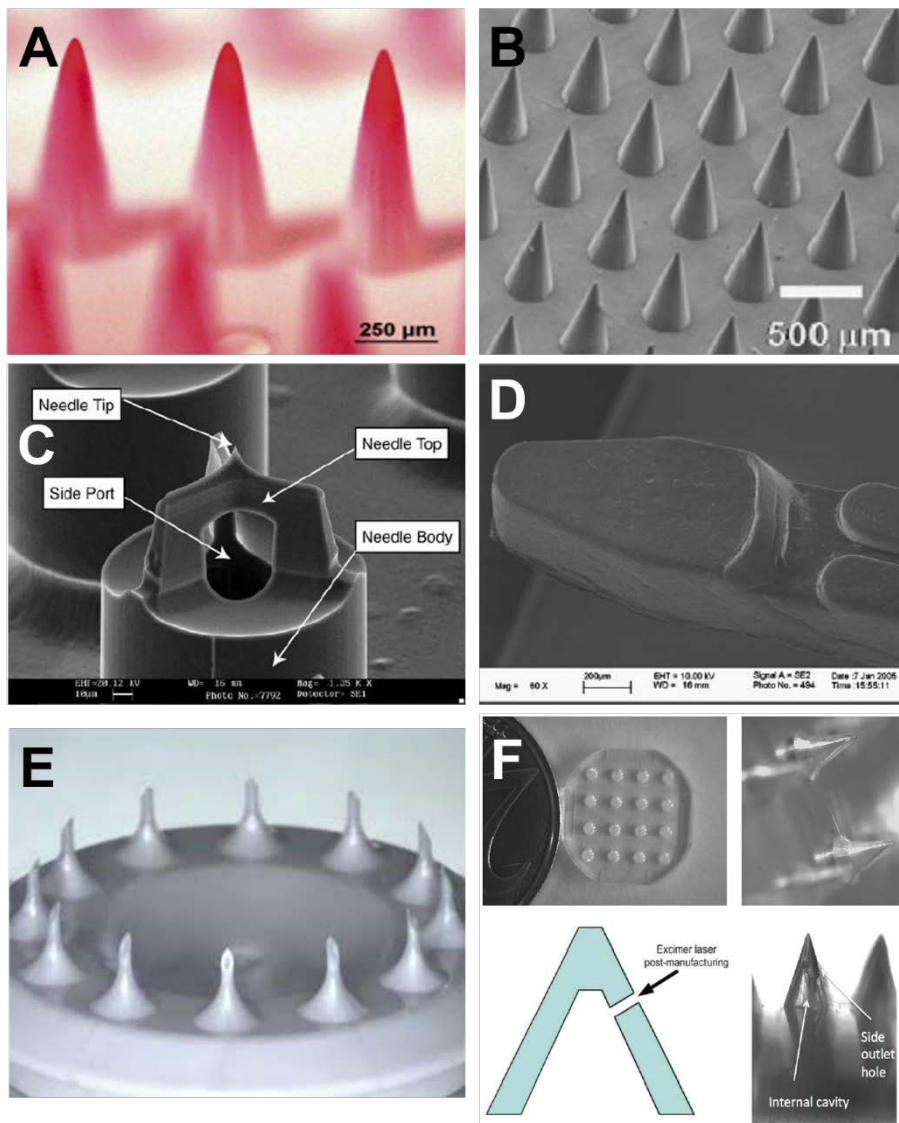 A
250 µm
B
500 µm
C
Needle Tip
Needle Top
Side Port
Needle Body
EHT=20.12 kV WD= 16 mm Mag= 1.35 K X
10µm Photo No.=7792 Detector= SE1
D
Mag = 60 X 200µm EHT = 10.00 kV Signal A = SE2 Date :7 Jan 2005
WD = 16 mm Photo No. = 494 Time :15:55:11
E
F
Excimer laser
post-manufacturing
Side
outlet
hole
Internal cavity